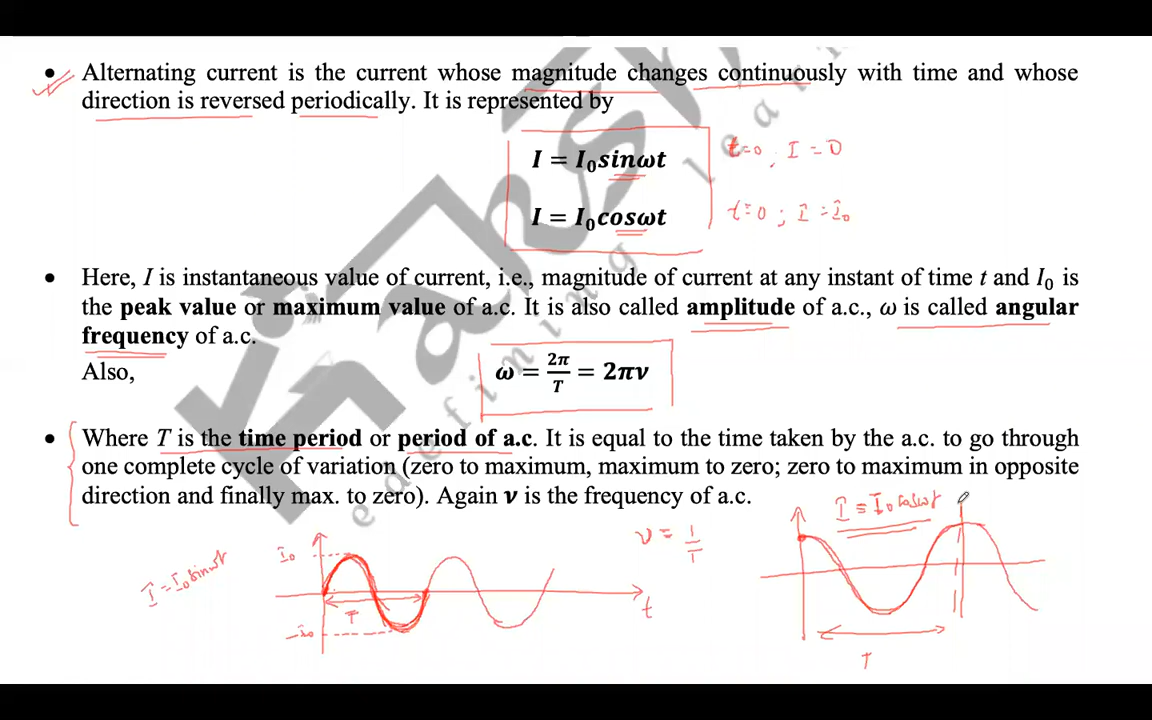 • Alternating current is the current whose magnitude changes continuously with time and whose
direction is reversed periodically. It is represented by
I = I₀sinωt
t=0, I = 0
I = I₀cosωt
t=0; I = I₀
• Here, I is instantaneous value of current, i.e., magnitude of current at any instant of time t and I₀ is
the peak value or maximum value of a.c. It is also called amplitude of a.c., ω is called angular
frequency of a.c.
Also,
ω = 2π/T = 2πν
• Where T is the time period or period of a.c. It is equal to the time taken by the a.c. to go through
one complete cycle of variation (zero to maximum, maximum to zero; zero to maximum in opposite
direction and finally max. to zero). Again ν is the frequency of a.c.
I = I₀cosωt
ν = 1/T
I₀
I = I₀sinωt
T
t
-I₀
T